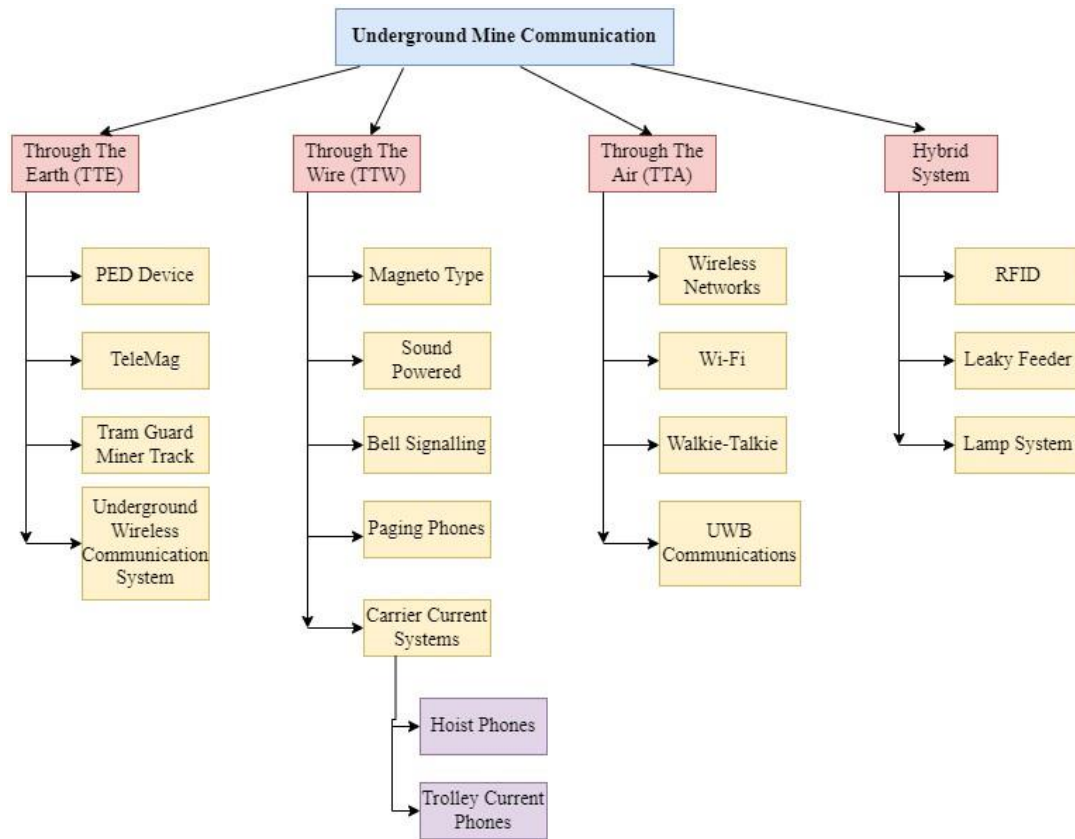 Underground Mine Communication
Through The
Earth (TTE)
Through The
Wire (TTW)
Through The
Air (TTA)
Hybrid
System
PED Device
TeleMag
Tram Guard
Miner Track
Underground
Wireless
Communication
System
Magneto Type
Sound
Powered
Bell Signalling
Paging Phones
Carrier Current
Systems
Hoist Phones
Trolley Current
Phones
Wireless
Networks
Wi-Fi
Walkie-Talkie
UWB
Communications
RFID
Leaky Feeder
Lamp System